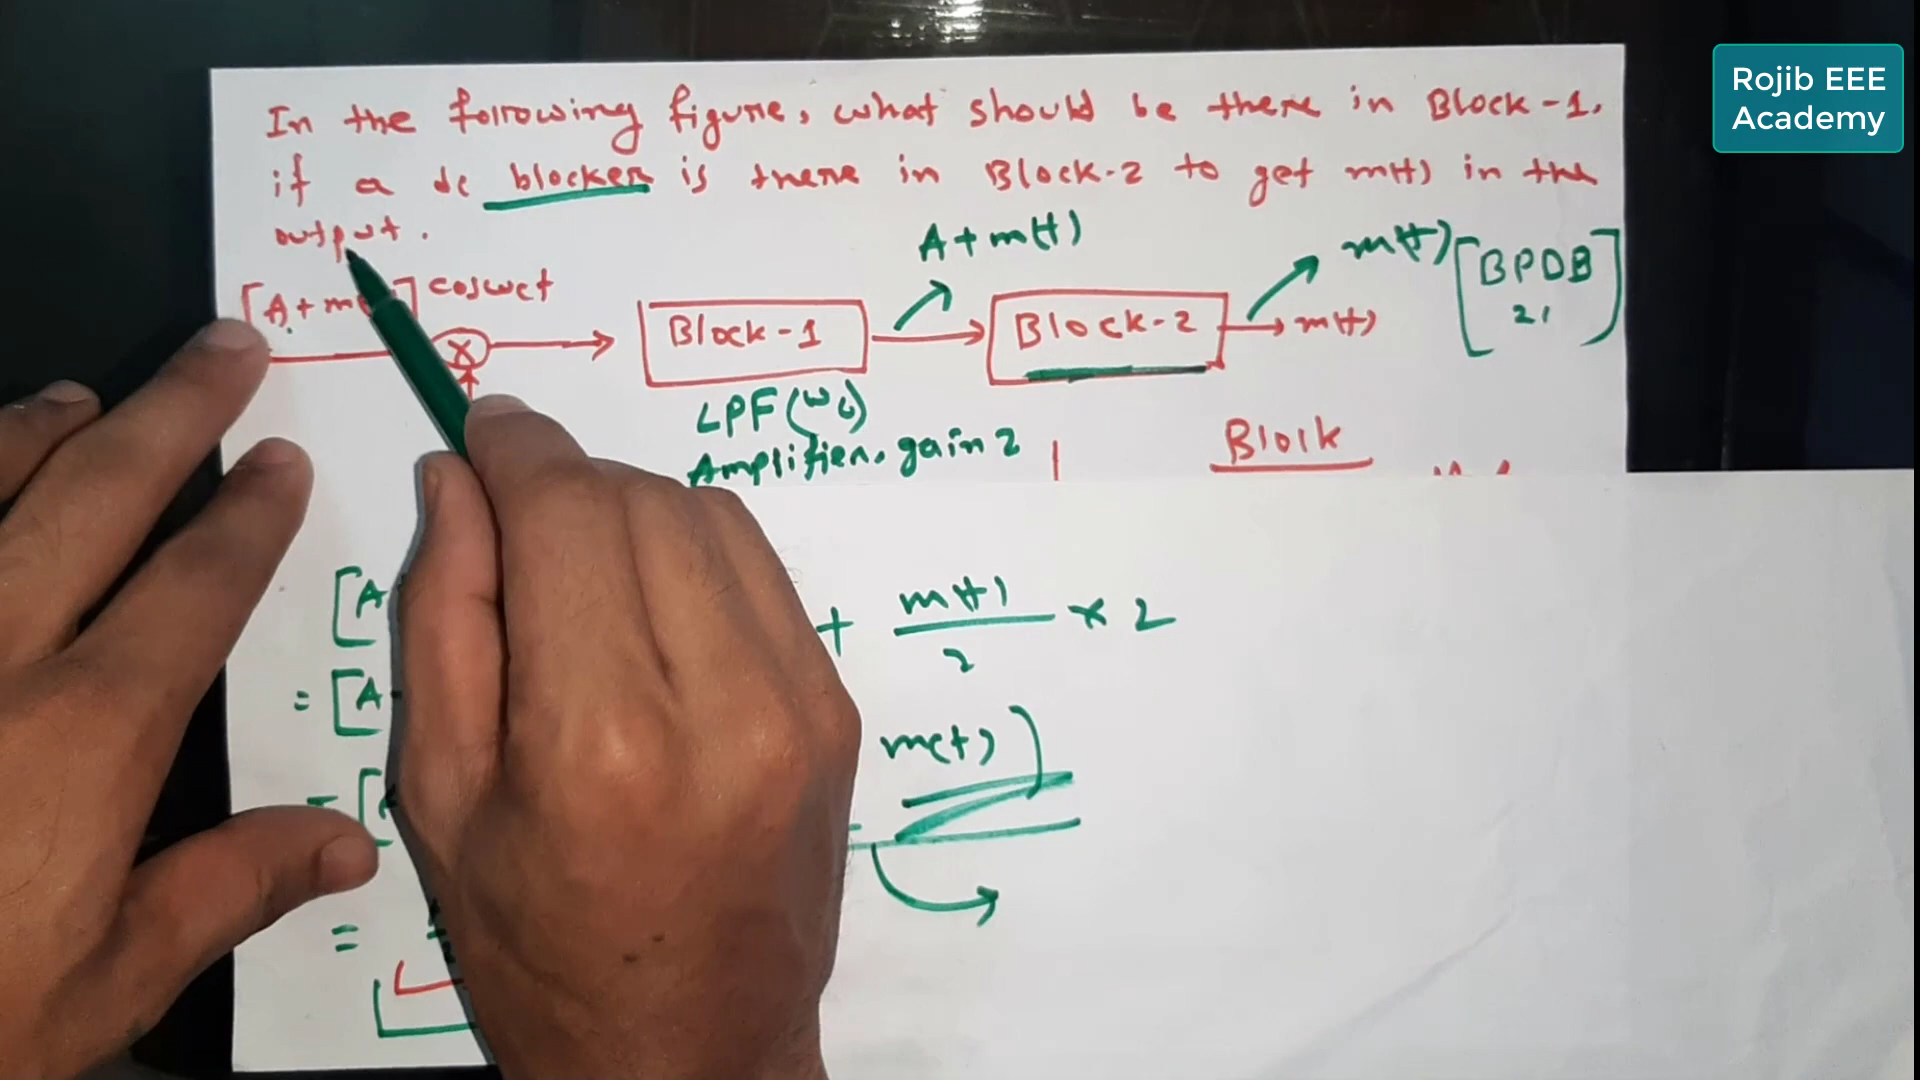 Rojib EEE
Academy
In the following figure, what should be there in Block-1.
if a dc blocker is there in Block-2 to get m(t) in the
output.
A+m(t)
m(t)
[BPDB
21]
[A+m
] coswct
X
Block-1
Block-2
m(t)
LPF(wc)
Amplifier, gain 2
Block
[A
+ m(t)/2 × 2
= [A
m(t))
= [A
=